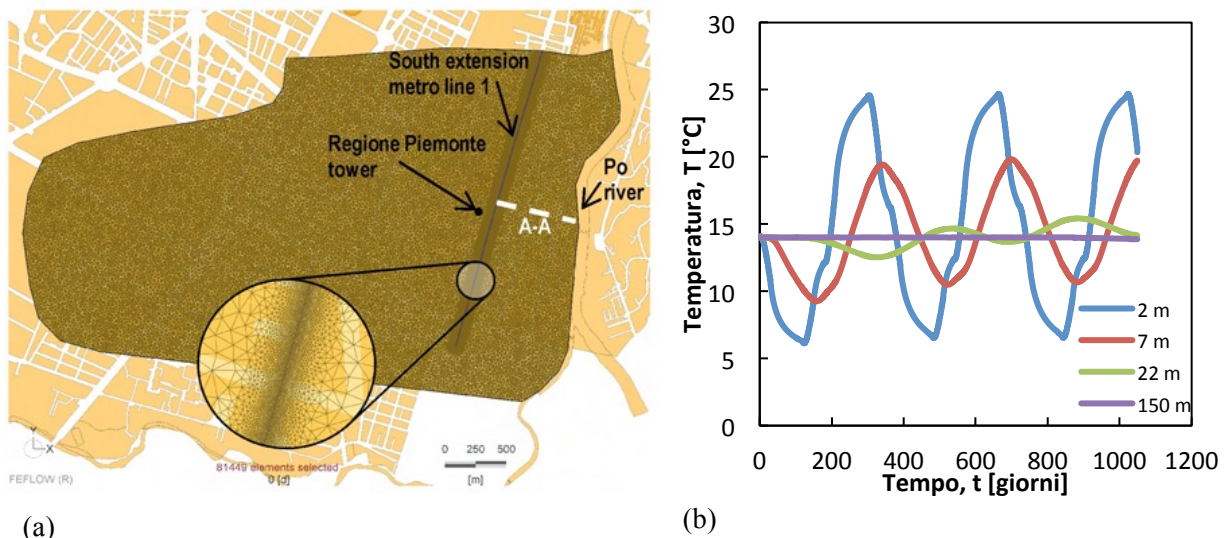 South extension
metro line 1
Regione Piemonte
tower
Po
river
A-A
Y
X
81449 elements selected
0 [d]
FEFLOW (R)
0 250 500
[m]
(a)
Temperatura, T [°C]
30
25
20
15
10
5
0
2 m
7 m
22 m
150 m
0 200 400 600 800 1000 1200
Tempo, t [giorni]
(b)